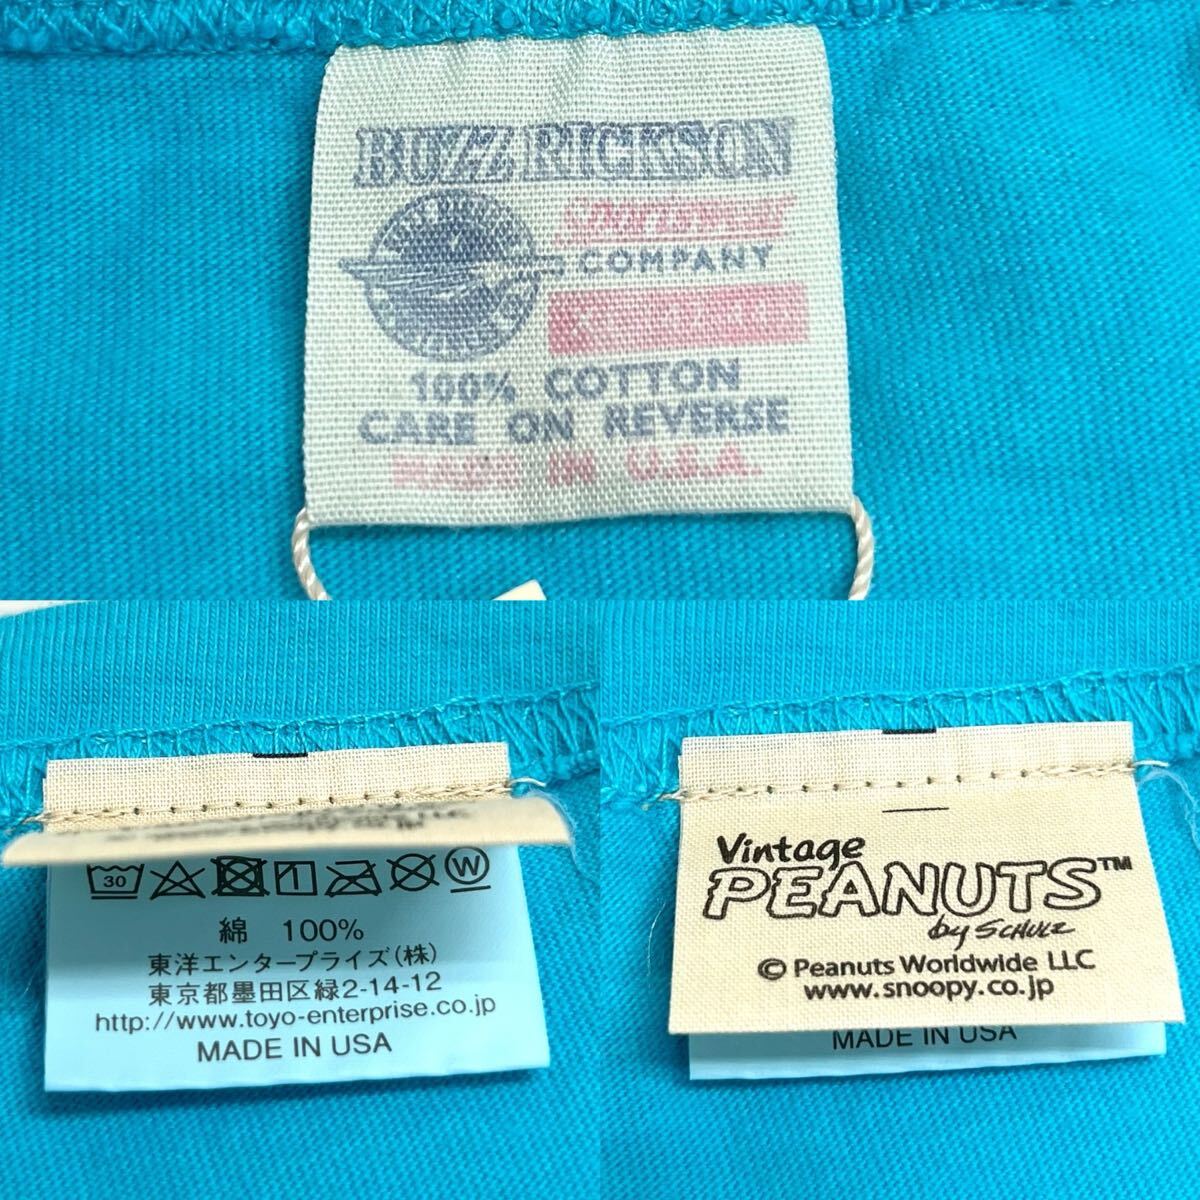 BUZZ RICKSON
Sportswear
COMPANY
100% COTTON
CARE ON REVERSE
MADE IN U.S.A.
30 W
綿 100%
東洋エンタープライズ(株)
東京都墨田区緑2-14-12
http://www.toyo-enterprise.co.jp
MADE IN USA
Vintage
PEANUTS™
by SCHULZ
© Peanuts Worldwide LLC
www.snoopy.co.jp
MADE IN USA